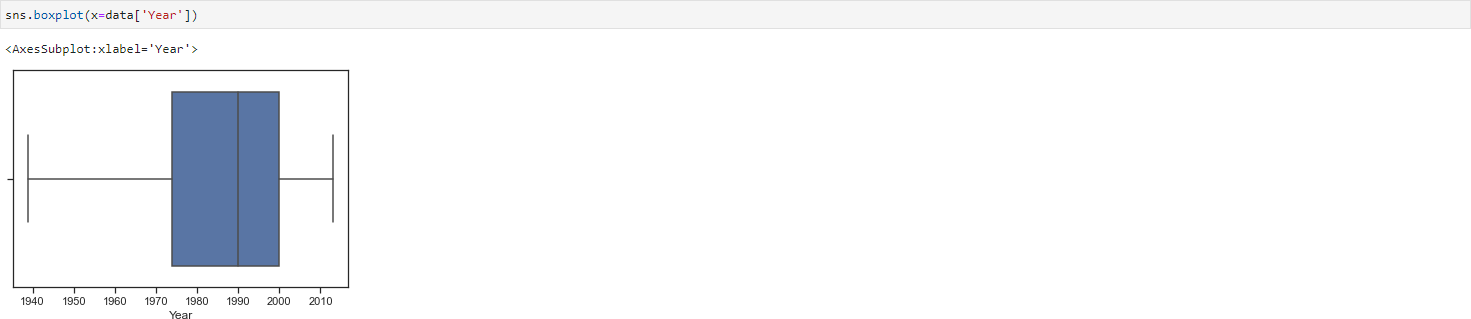 sns.boxplot(x=data['Year'])
<AxesSubplot:xlabel='Year'>
1940 1950 1960 1970 1980 1990 2000 2010
Year